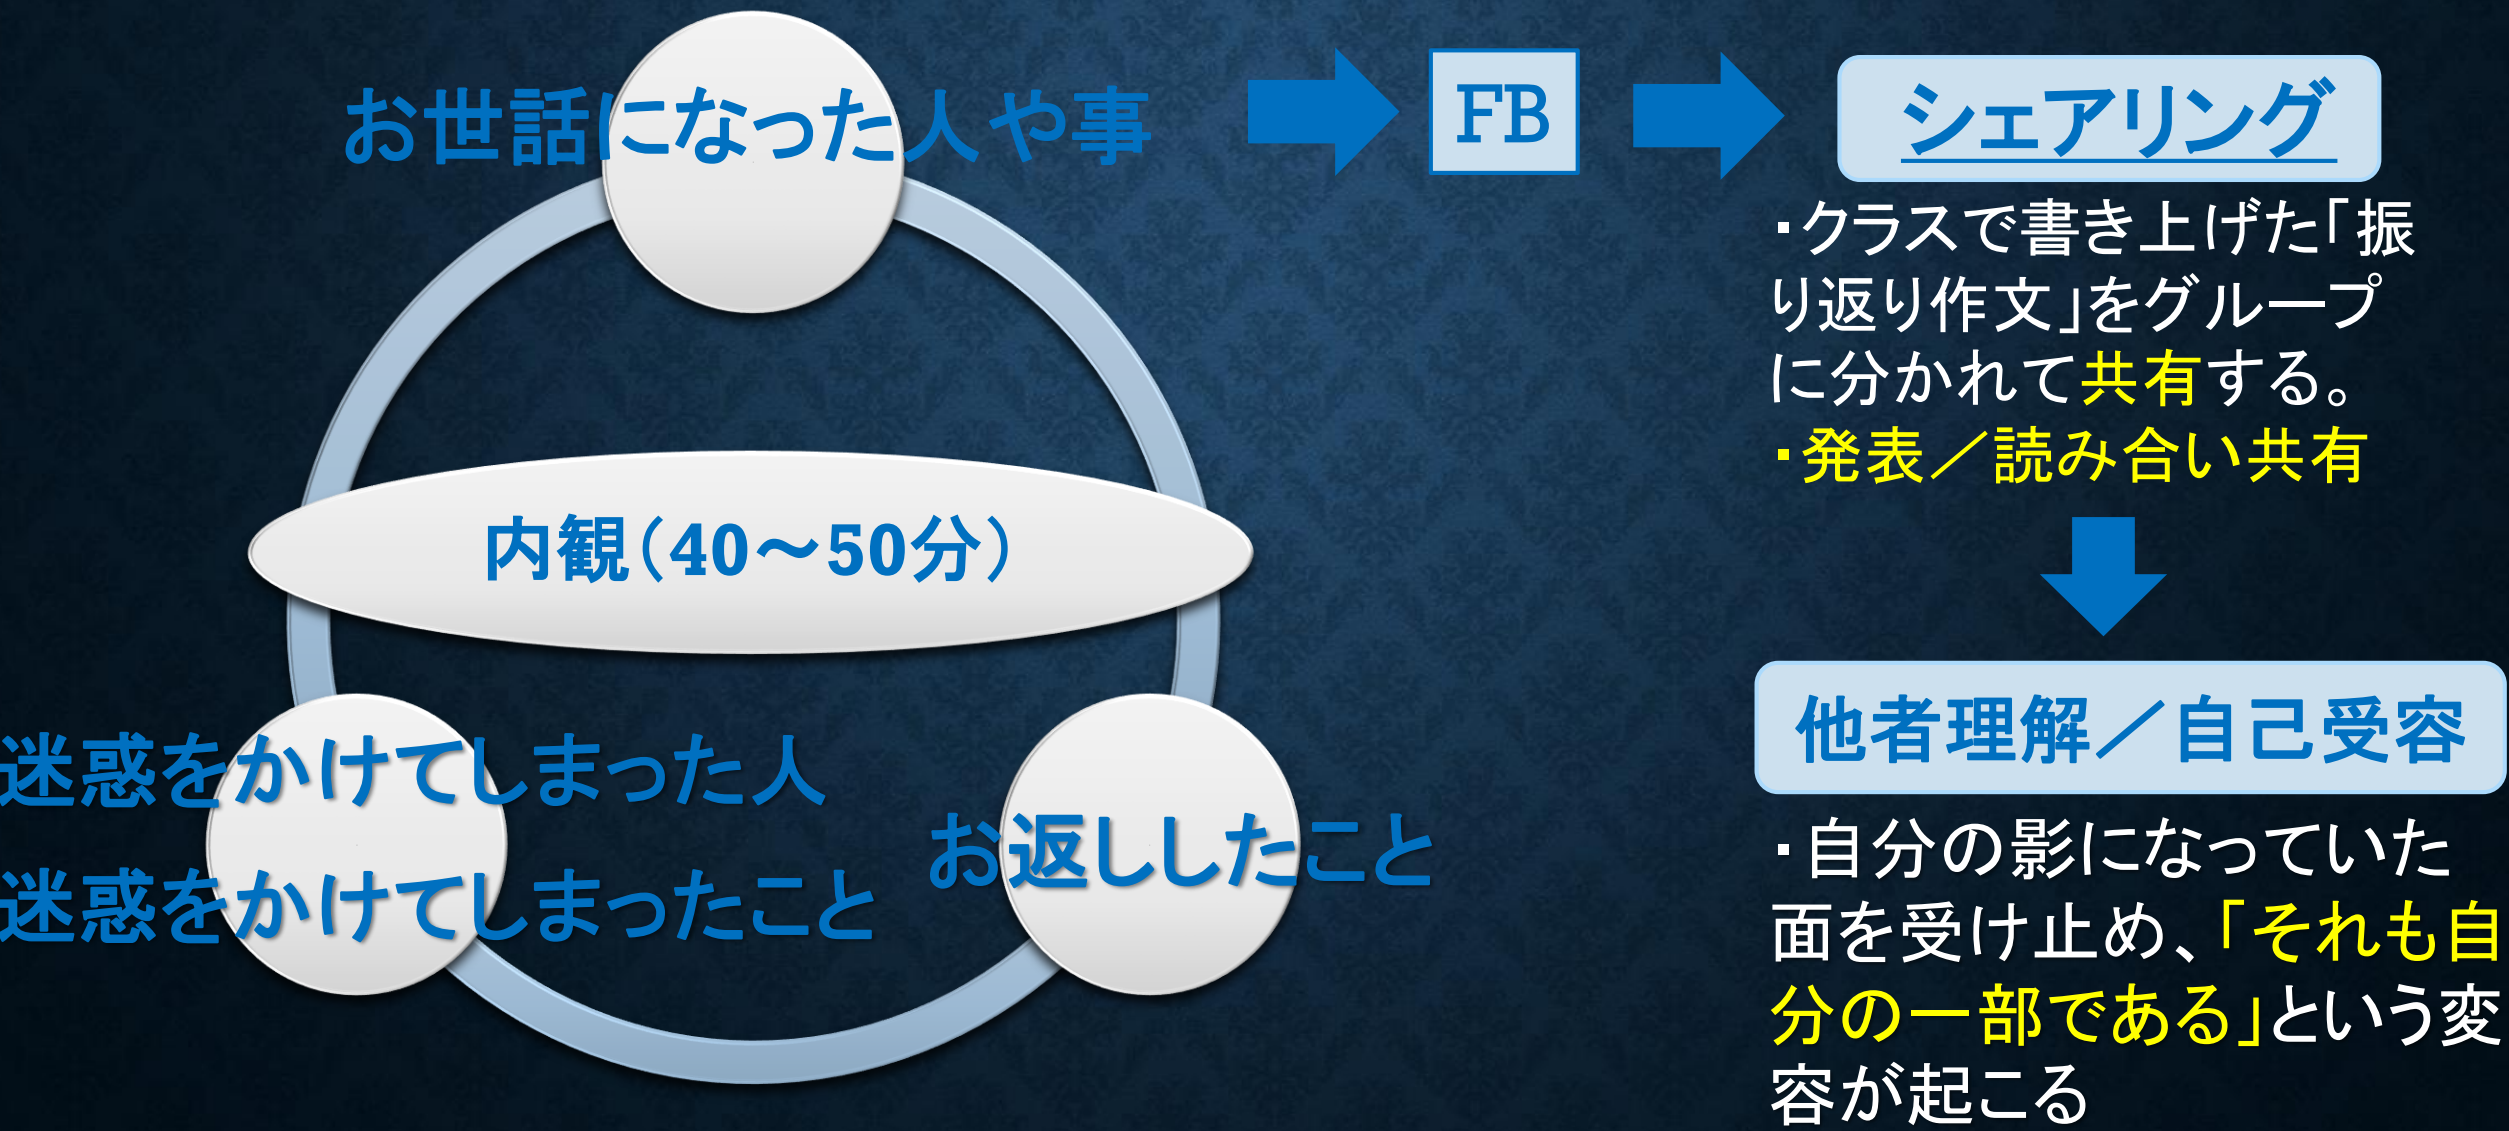 お世話になった人や事
内観（40～50分）
迷惑をかけてしまった人
迷惑をかけてしまったこと
お返ししたこと
FB
シェアリング
・クラスで書き上げた「振
り返り作文」をグループ
に分かれて共有する。
・発表／読み合い共有
他者理解／自己受容
・自分の影になっていた
面を受け止め、「それも自
分の一部である」という変
容が起こる